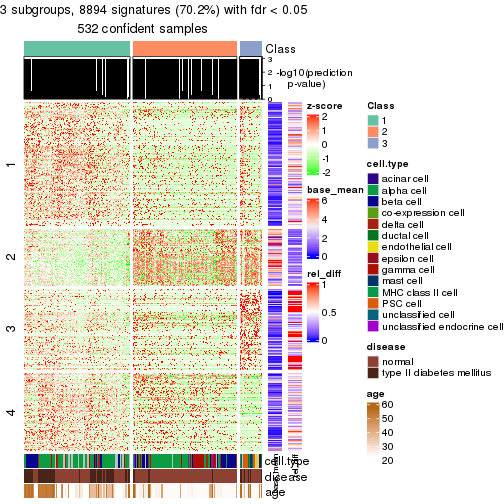 3 subgroups, 8894 signatures (70.2%) with fdr < 0.05
532 confident samples
Class
3
2
1
0
-log10(prediction
p-value)
1
2
3
4
z-score
2
1
0
-1
-2
base_mean
6
4
2
0
rel_diff
1
0.5
0
Class
1
2
3
cell.type
acinar cell
alpha cell
beta cell
co-expression cell
delta cell
ductal cell
endothelial cell
epsilon cell
gamma cell
mast cell
MHC class II cell
PSC cell
unclassified cell
unclassified endocrine cell
disease
normal
type II diabetes mellitus
age
60
50
40
30
20
cell.type
disease
age